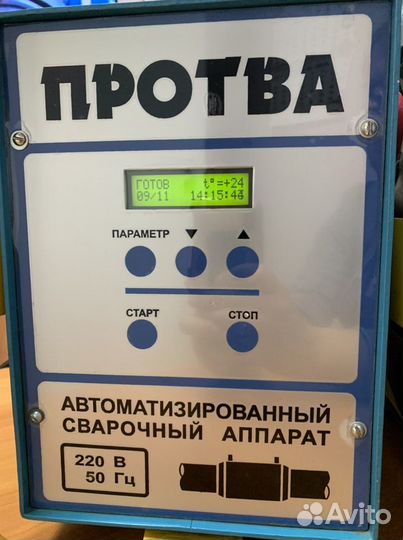 ПРОТВА
ГОТОВ t°=+24
09/11 14:15:43
ПАРАМЕТР ▼ ▲
СТАРТ СТОП
АВТОМАТИЗИРОВАННЫЙ
СВАРОЧНЫЙ АППАРАТ
220 В
50 Гц
Avito